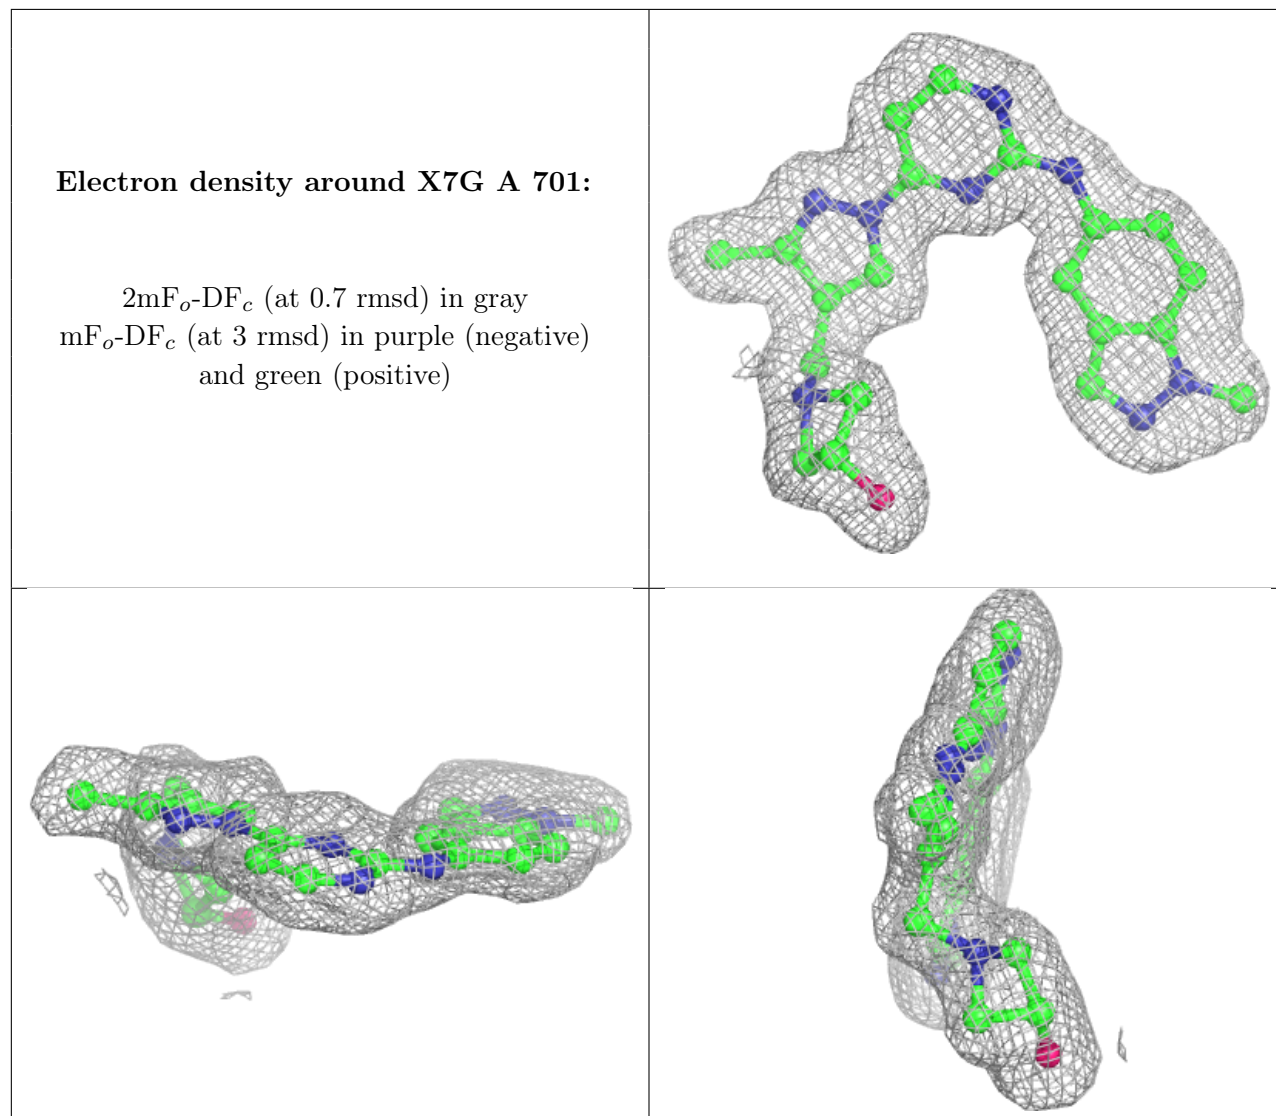 Electron density around X7G A 701:
2mFo-DFc (at 0.7 rmsd) in gray
mFo-DFc (at 3 rmsd) in purple (negative)
and green (positive)